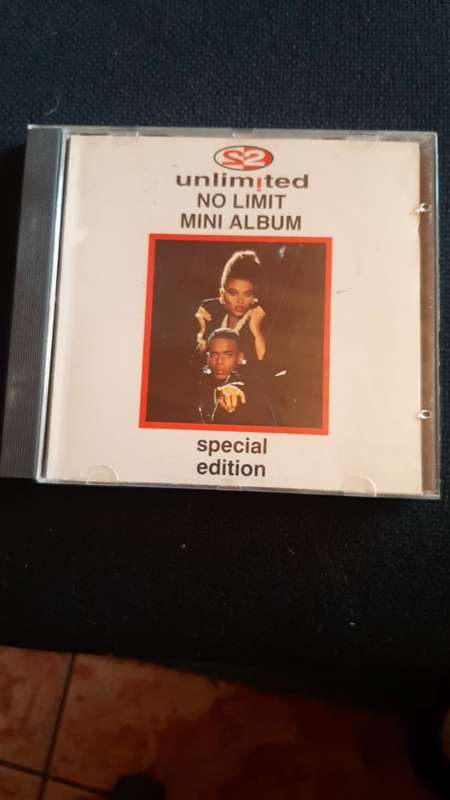 2
unlimited
NO LIMIT
MINI ALBUM
special
edition